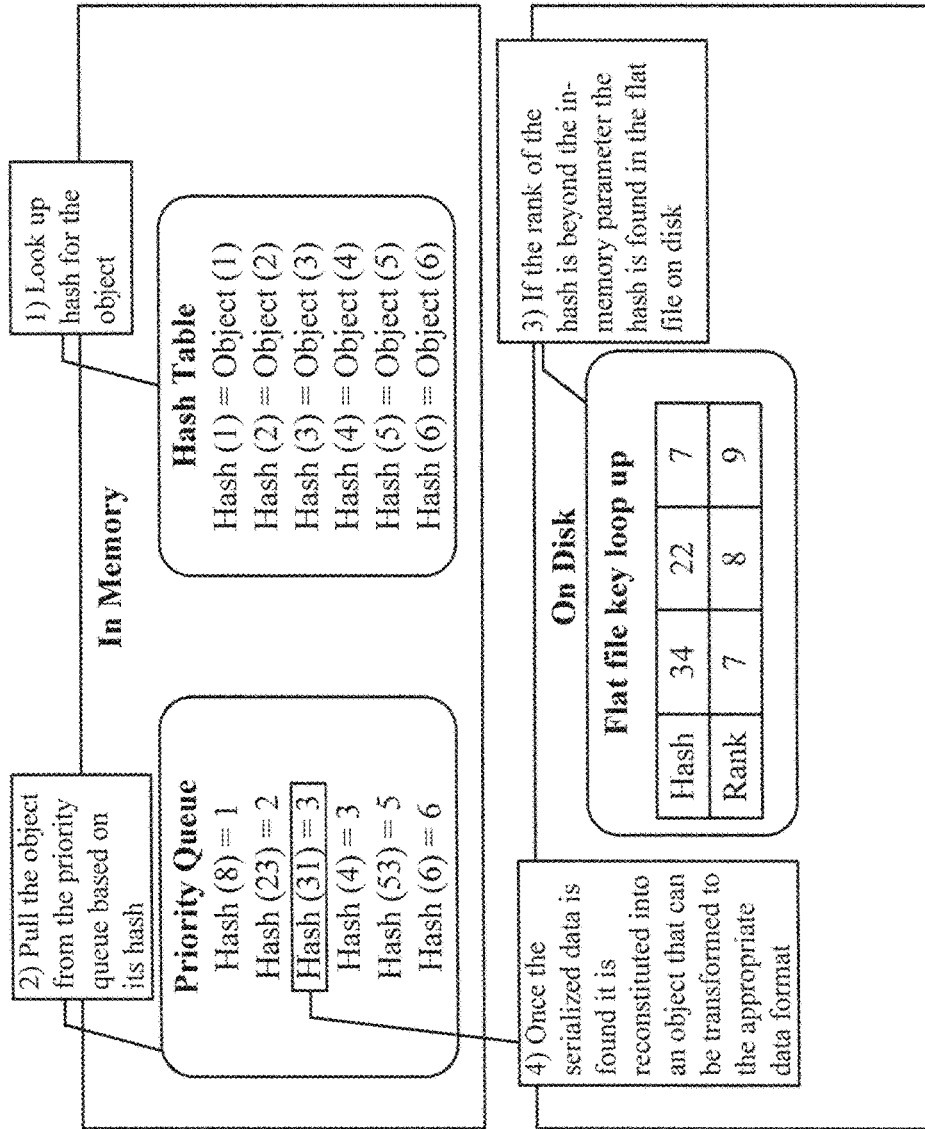 2) Pull the object
from the priority
queue based on
its hash
In Memory
1) Look up
hash for the
object
Priority Queue
Hash (8) = 1
Hash (23) = 2
Hash (31) = 3
Hash (4) = 3
Hash (53) = 5
Hash (6) = 6
Hash Table
Hash (1) = Object (1)
Hash (2) = Object (2)
Hash (3) = Object (3)
Hash (4) = Object (4)
Hash (5) = Object (5)
Hash (6) = Object (6)
4) Once the
serialized data is
found it is
reconstituted into
an object that can
be transformed to
the appropriate
data format
On Disk
Flat file key loop up
Hash 34 22 7
Rank 7 8 9
3) If the rank of the
hash is beyond the in-
memory parameter the
hash is found in the flat
file on disk